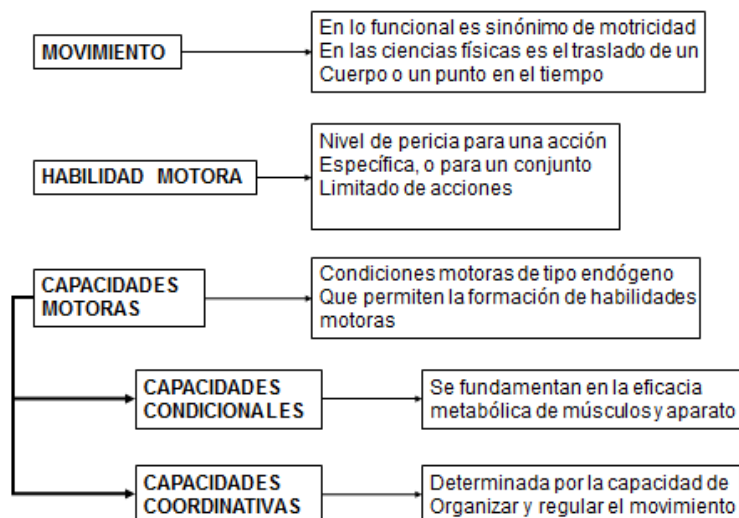 MOVIMIENTO
En lo funcional es sinónimo de motricidad
En las ciencias físicas es el traslado de un
Cuerpo o un punto en el tiempo
HABILIDAD MOTORA
Nivel de pericia para una acción
Específica, o para un conjunto
Limitado de acciones
CAPACIDADES
MOTORAS
Condiciones motoras de tipo endógeno
Que permiten la formación de habilidades
motoras
CAPACIDADES
CONDICIONALES
Se fundamentan en la eficacia
metabólica de músculos y aparato
CAPACIDADES
COORDINATIVAS
Determinada por la capacidad de
Organizar y regular el movimiento